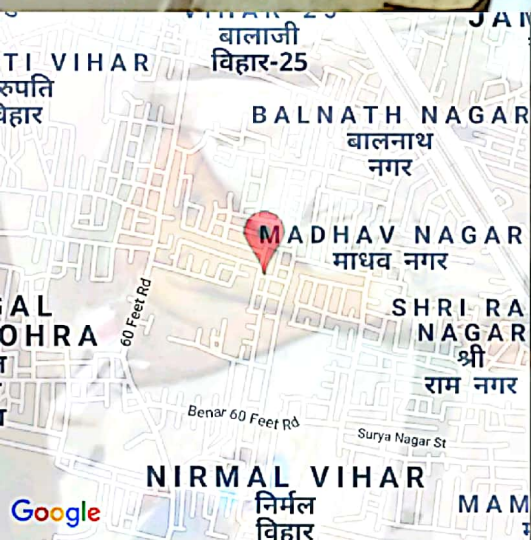 बालाजी
विहार-25
TI VIHAR
रुपति
BALNATH NAGAR
बालनाथ
नगर
MADHAV NAGAR
माधव नगर
60 Feet Rd
SHRI RA
NAGAR
श्री
राम नगर
OHRA
Benar 60 Feet Rd
Surya Nagar St
NIRMAL VIHAR
निर्मल
विहार
MAM
Google